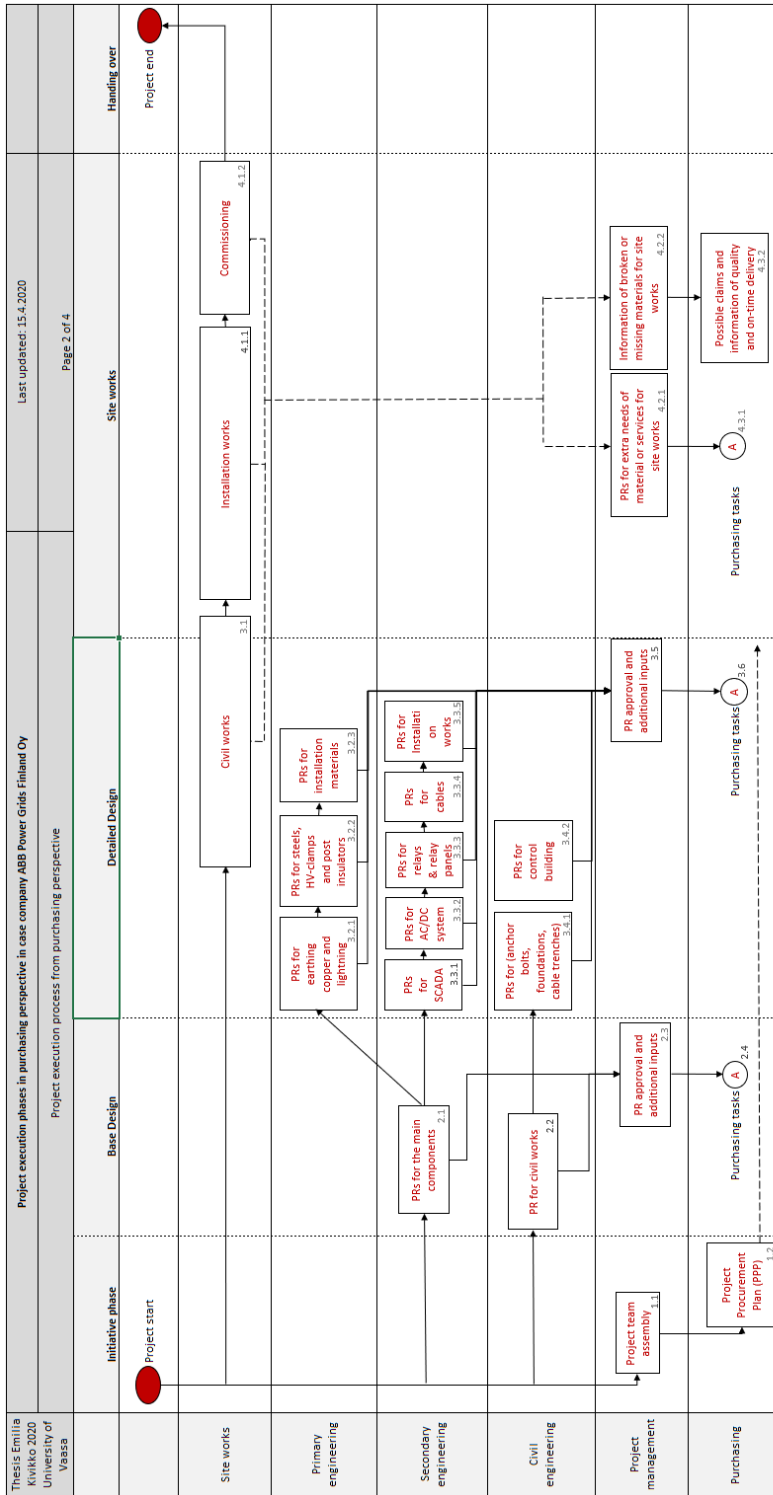 Thesis Emilia
Kivikko 2020
University of
Vaasa
Project execution phases in purchasing perspective in case company ABB Power Grids Finland Oy
Last updated: 15.4.2020
Project execution process from purchasing perspective
Page 2 of 4
Initiative phase
Base Design
Detailed Design
Site works
Handing over
Project start
Project end
Site works
Civil works
3.1
Installation works
4.1.1
Commissioning
4.1.2
Primary
engineering
PRs for
earthing
copper and
lightning
3.2.1
PRs for steels,
HV-clamps
and post
insulators
3.2.2
PRs for
installation
materials
3.2.3
Secondary
engineering
PRs for the main
components
2.1
PRs
for
SCADA
3.3.1
PRs for
AC/DC
system
3.3.2
PRs for
relays
& relay
panels
3.3.3
PRs
for
cables
3.3.4
PRs for
Installati
on
works
3.3.5
Civil
engineering
PR for civil works
2.2
PRs for (anchor
bolts,
foundations,
cable trenches)
3.4.1
PRs for
control
building
3.4.2
Project
management
Project team
assembly
1.1
PR approval and
additional inputs
2.3
PR approval and
additional inputs
3.5
PRs for extra needs of
material or services for
site works
4.2.1
Information of broken or
missing materials for site
works
4.2.2
Purchasing
Project
Procurement
Plan (PPP)
1.2
Purchasing tasks
A
2.4
Purchasing tasks
A
3.6
Purchasing tasks
A
4.3.1
Possible claims and
information of quality
and on-time delivery
4.3.2